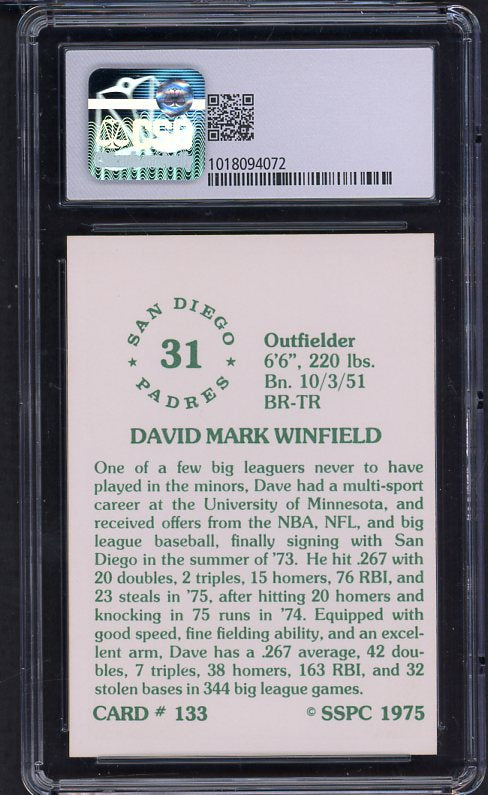 CSG
1018094072
SAN DIEGO
31
PADRES
Outfielder
6'6", 220 lbs.
Bn. 10/3/51
BR-TR
DAVID MARK WINFIELD
One of a few big leaguers never to have
played in the minors, Dave had a multi-sport
career at the University of Minnesota, and
received offers from the NBA, NFL, and big
league baseball, finally signing with San
Diego in the summer of '73. He hit .267 with
20 doubles, 2 triples, 15 homers, 76 RBI, and
23 steals in '75, after hitting 20 homers and
knocking in 75 runs in '74. Equipped with
good speed, fine fielding ability, and an excel-
lent arm, Dave has a .267 average, 42 dou-
bles, 7 triples, 38 homers, 163 RBI, and 32
stolen bases in 344 big league games.
CARD # 133
© SSPC 1975